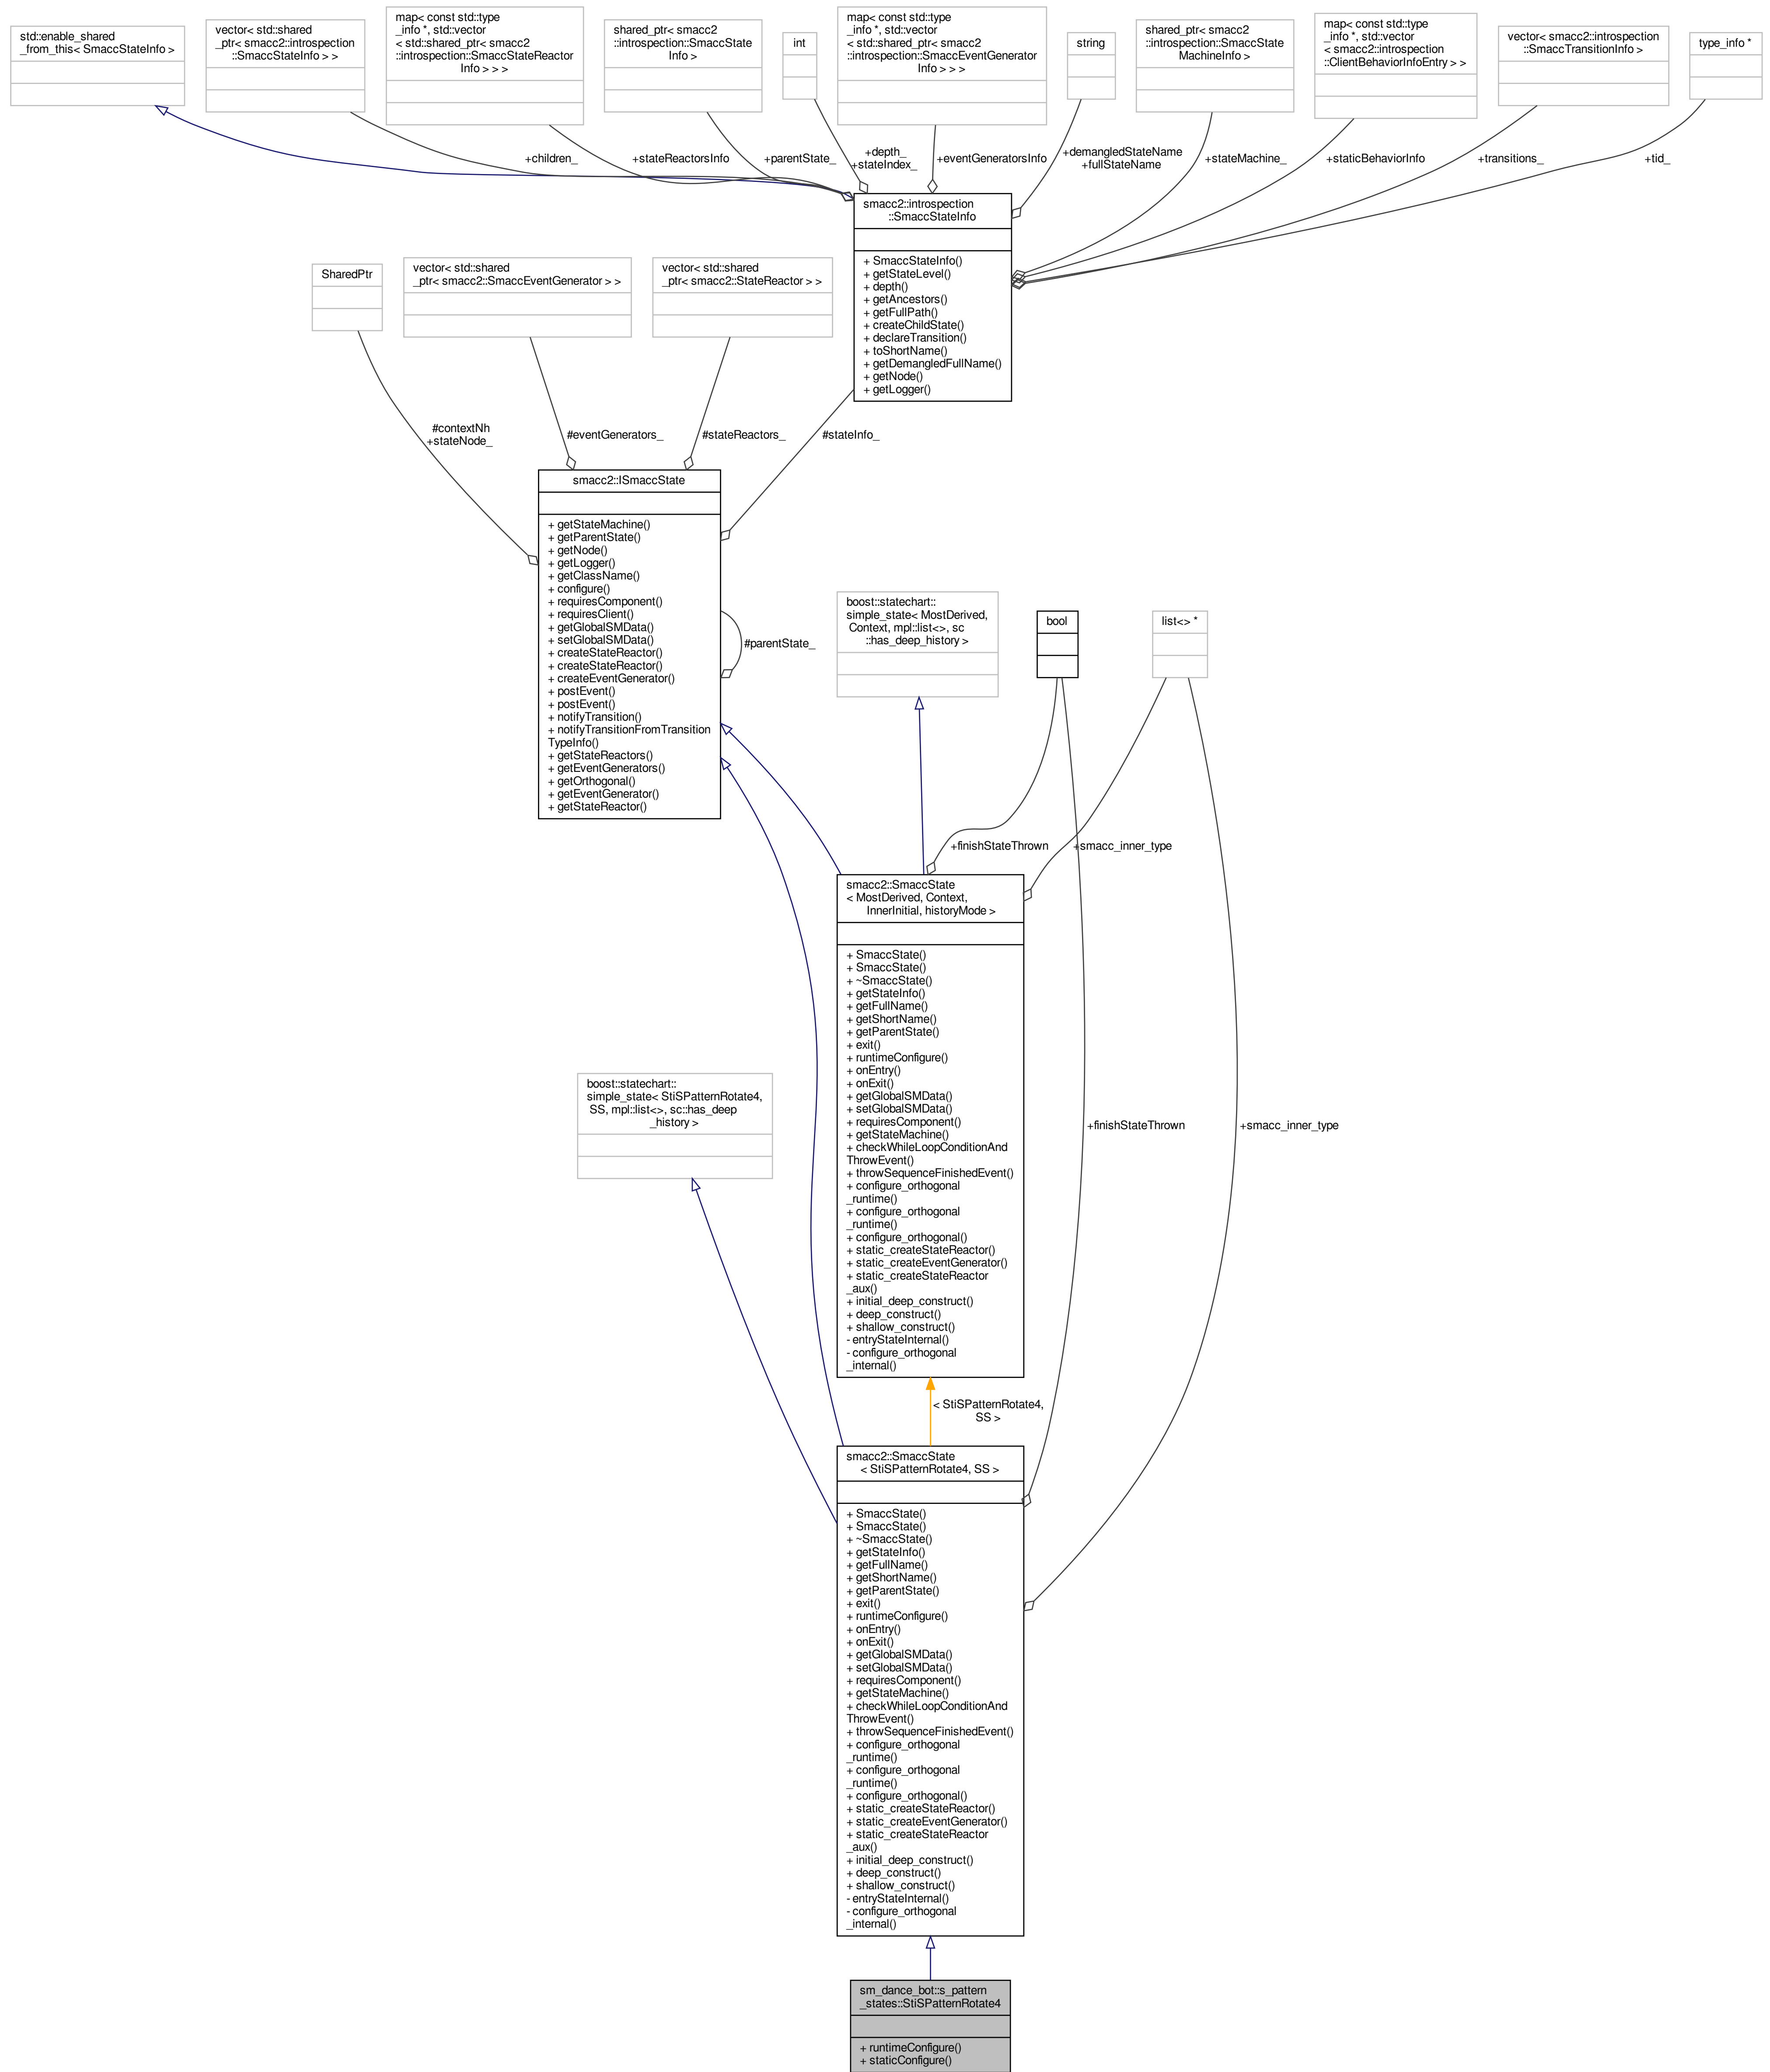 std::enable_shared
_from_this< SmaccStateInfo >
vector< std::shared
_ptr< smacc2::introspection
::SmaccStateInfo > >
map< const std::type
_info *, std::vector
< std::shared_ptr< smacc2
::introspection::SmaccStateReactor
Info > > >
shared_ptr< smacc2
::introspection::SmaccState
Info >
int
map< const std::type
_info *, std::vector
< std::shared_ptr< smacc2
::introspection::SmaccEventGenerator
Info > > >
string
shared_ptr< smacc2
::introspection::SmaccState
MachineInfo >
map< const std::type
_info *, std::vector
< smacc2::introspection
::ClientBehaviorInfoEntry > >
vector< smacc2::introspection
::SmaccTransitionInfo >
type_info *
+children_
+stateReactorsInfo
+parentState_
+depth_
+stateIndex_
+eventGeneratorsInfo
+demangledStateName
+fullStateName
+stateMachine_
+staticBehaviorInfo
+transitions_
+tid_
smacc2::introspection
::SmaccStateInfo
+ SmaccStateInfo()
+ getStateLevel()
+ depth()
+ getAncestors()
+ getFullPath()
+ createChildState()
+ declareTransition()
+ toShortName()
+ getDemangledFullName()
+ getNode()
+ getLogger()
SharedPtr
vector< std::shared
_ptr< smacc2::SmaccEventGenerator > >
vector< std::shared
_ptr< smacc2::StateReactor > >
#contextNh
+stateNode_
#eventGenerators_
#stateReactors_
#stateInfo_
smacc2::ISmaccState
+ getStateMachine()
+ getParentState()
+ getNode()
+ getLogger()
+ getClassName()
+ configure()
+ requiresComponent()
+ requiresClient()
+ getGlobalSMData()
+ setGlobalSMData()
+ createStateReactor()
+ createStateReactor()
+ createEventGenerator()
+ postEvent()
+ postEvent()
+ notifyTransition()
+ notifyTransitionFromTransition
TypeInfo()
+ getStateReactors()
+ getEventGenerators()
+ getOrthogonal()
+ getEventGenerator()
+ getStateReactor()
#parentState_
boost::statechart::
simple_state< MostDerived,
Context, mpl::list<>, sc
::has_deep_history >
bool
list<> *
+finishStateThrown
+smacc_inner_type
smacc2::SmaccState
< MostDerived, Context,
InnerInitial, historyMode >
+ SmaccState()
+ SmaccState()
+ ~SmaccState()
+ getStateInfo()
+ getFullName()
+ getShortName()
+ getParentState()
+ exit()
+ runtimeConfigure()
+ onEntry()
+ onExit()
+ getGlobalSMData()
+ setGlobalSMData()
+ requiresComponent()
+ getStateMachine()
+ checkWhileLoopConditionAnd
ThrowEvent()
+ throwSequenceFinishedEvent()
+ configure_orthogonal
_runtime()
+ configure_orthogonal
_runtime()
+ configure_orthogonal()
+ static_createStateReactor()
+ static_createEventGenerator()
+ static_createStateReactor
_aux()
+ initial_deep_construct()
+ deep_construct()
+ shallow_construct()
- entryStateInternal()
- configure_orthogonal
_internal()
boost::statechart::
simple_state< StiSPatternRotate4,
SS, mpl::list<>, sc::has_deep
_history >
+finishStateThrown
+smacc_inner_type
< StiSPatternRotate4,
SS >
smacc2::SmaccState
< StiSPatternRotate4, SS >
+ SmaccState()
+ SmaccState()
+ ~SmaccState()
+ getStateInfo()
+ getFullName()
+ getShortName()
+ getParentState()
+ exit()
+ runtimeConfigure()
+ onEntry()
+ onExit()
+ getGlobalSMData()
+ setGlobalSMData()
+ requiresComponent()
+ getStateMachine()
+ checkWhileLoopConditionAnd
ThrowEvent()
+ throwSequenceFinishedEvent()
+ configure_orthogonal
_runtime()
+ configure_orthogonal
_runtime()
+ configure_orthogonal()
+ static_createStateReactor()
+ static_createEventGenerator()
+ static_createStateReactor
_aux()
+ initial_deep_construct()
+ deep_construct()
+ shallow_construct()
- entryStateInternal()
- configure_orthogonal
_internal()
sm_dance_bot::s_pattern
_states::StiSPatternRotate4
+ runtimeConfigure()
+ staticConfigure()